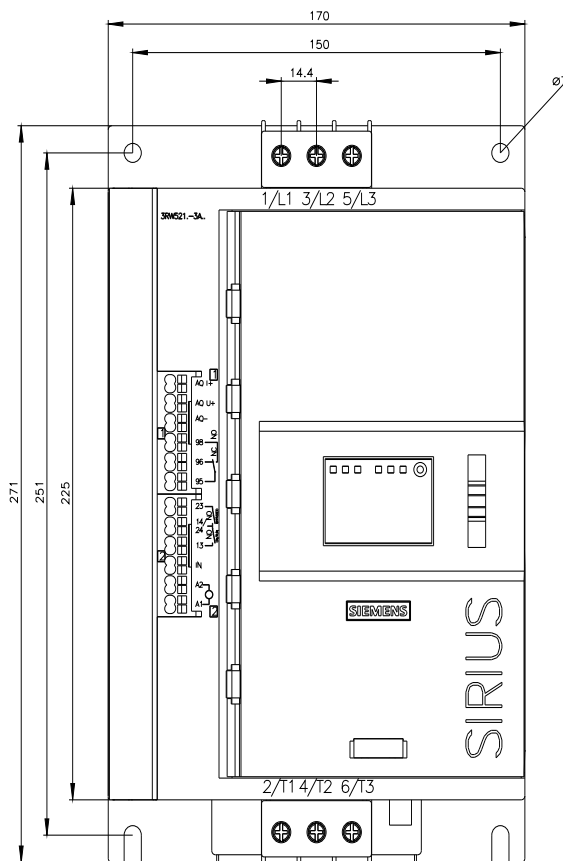 170
150
14.4
1/L1 3/L2 5/L3
3RW521.-3A.
1
AQ I+
AQ U+
AQ-
98
96
95
NO
NC
271
251
225
23
14
24
13
IN
A2
A1
NO
NO
2
SIEMENS
SIRIUS
2/T1 4/T2 6/T3